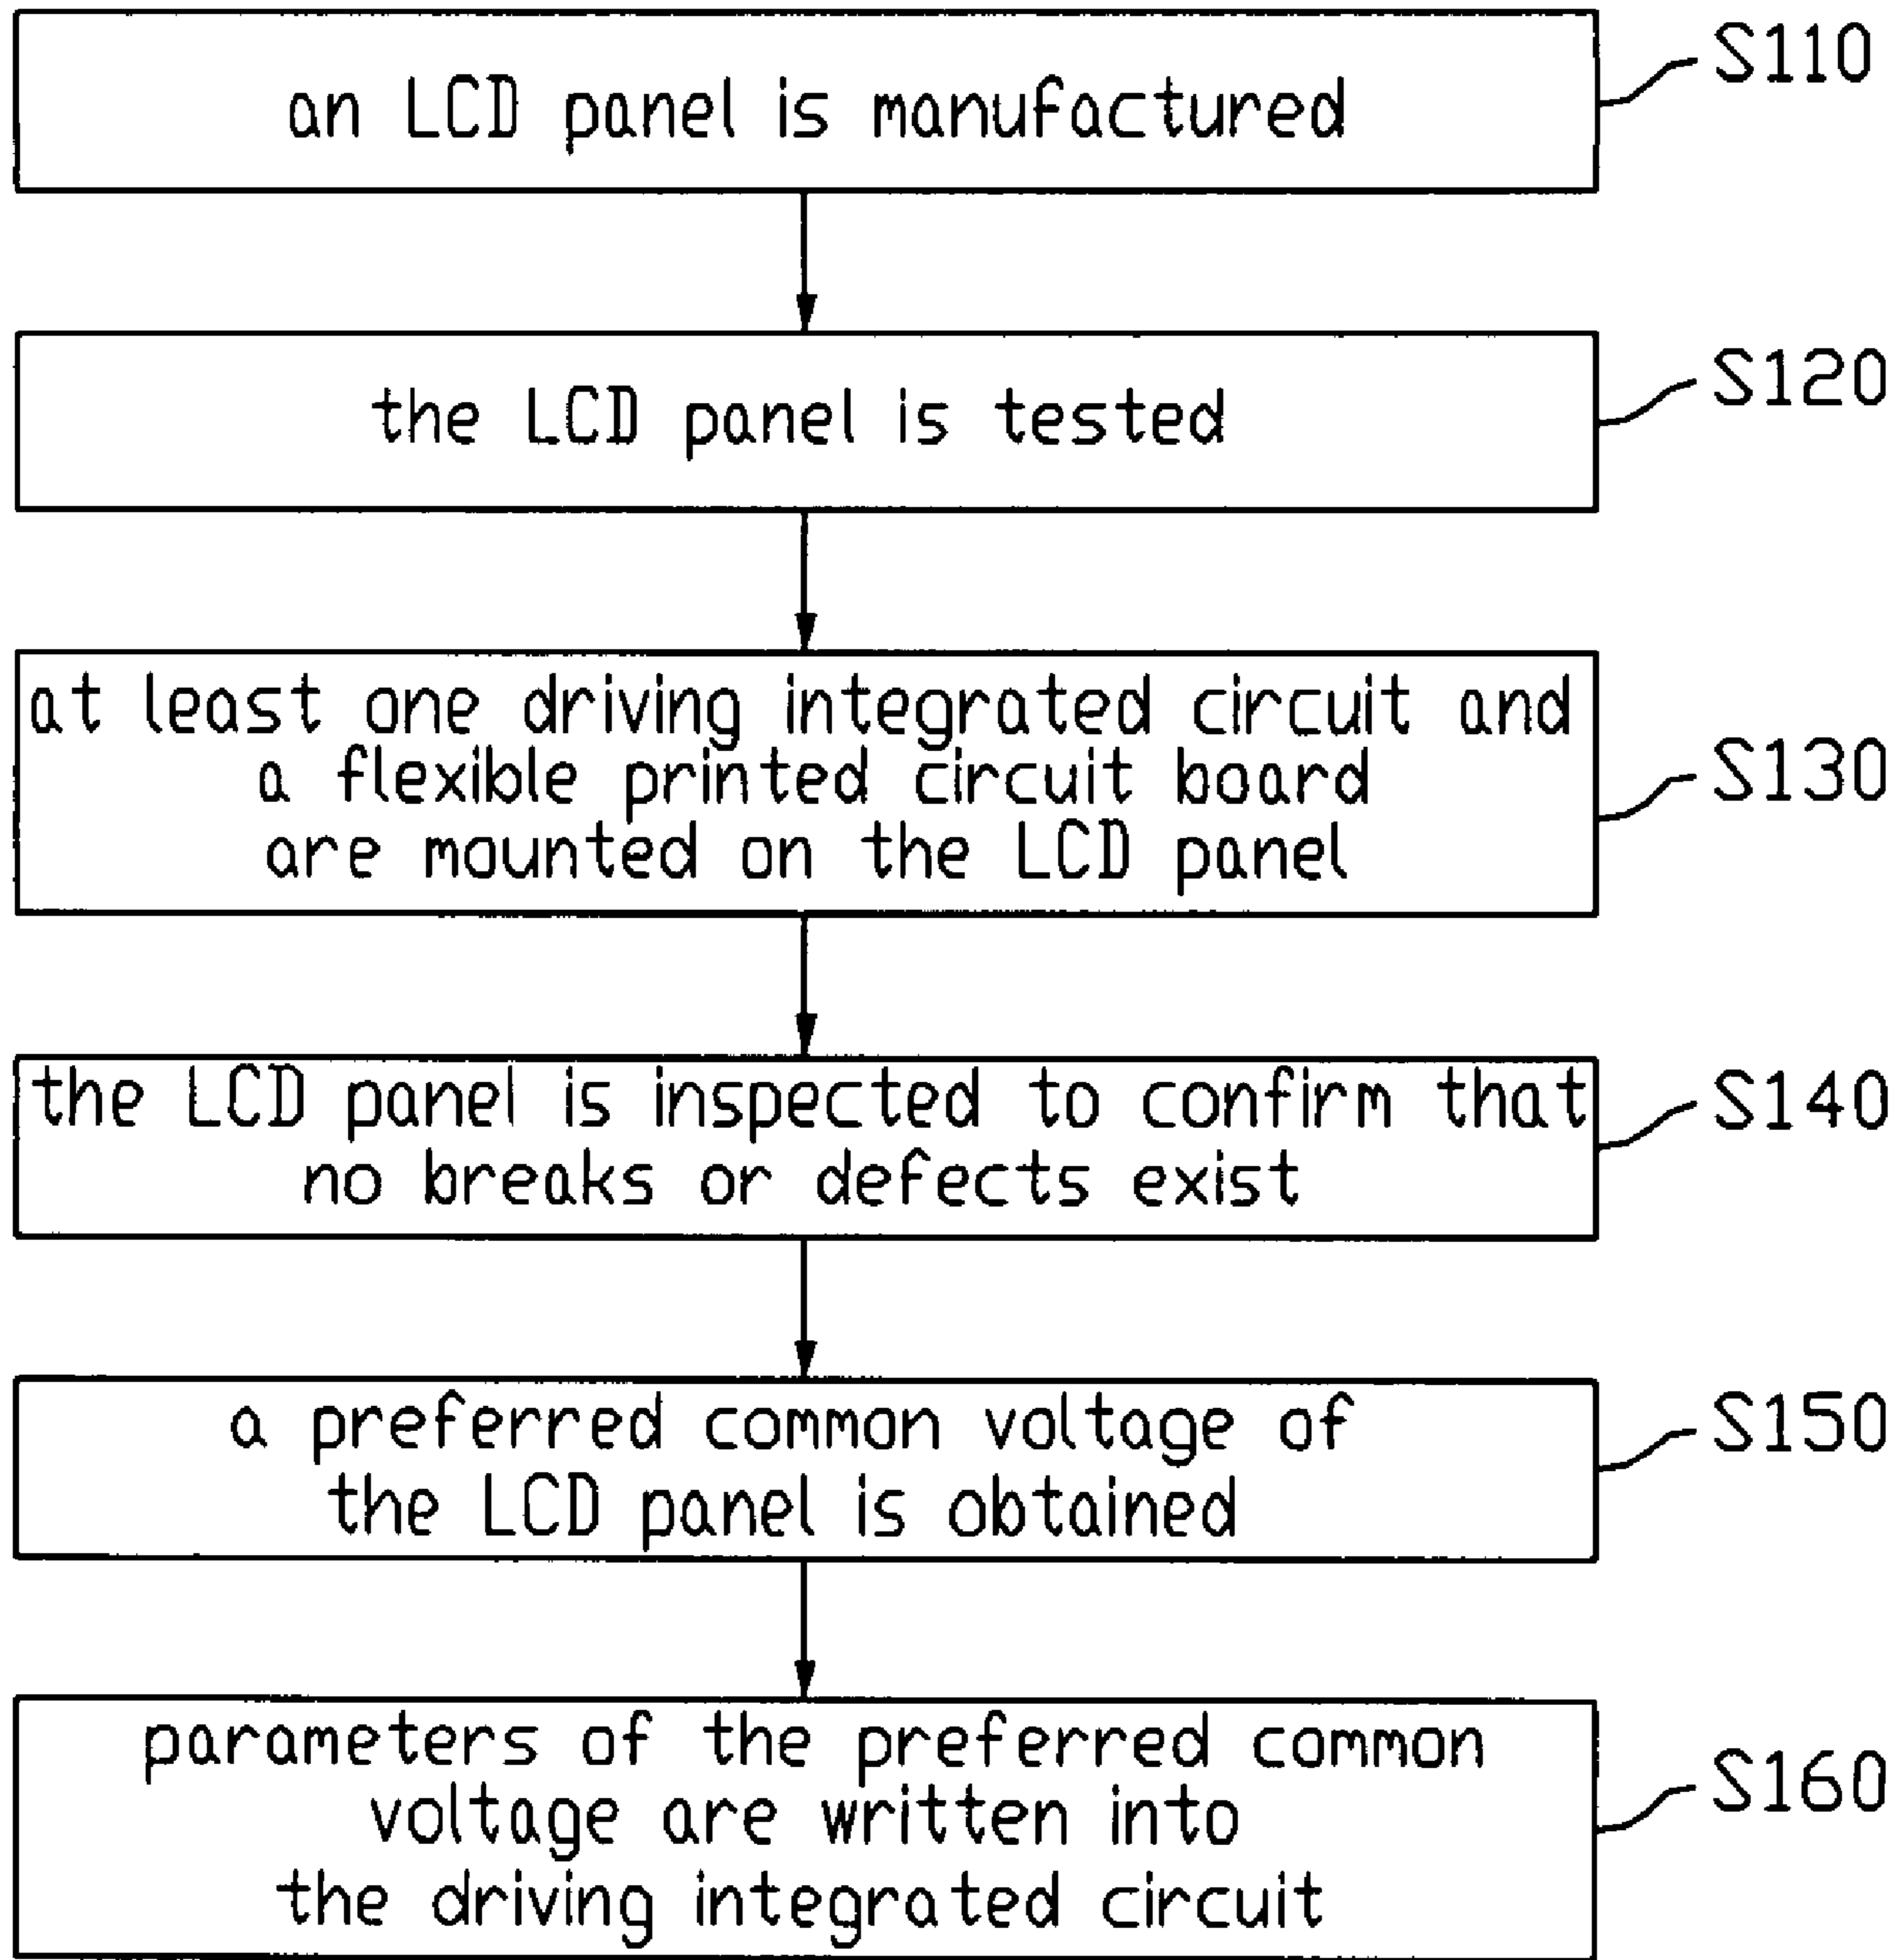 an LCD panel is manufactured
S110
the LCD panel is tested
S120
at least one driving integrated circuit and
a flexible printed circuit board
are mounted on the LCD panel
S130
the LCD panel is inspected to confirm that
no breaks or defects exist
S140
a preferred common voltage of
the LCD panel is obtained
S150
parameters of the preferred common
voltage are written into
the driving integrated circuit
S160